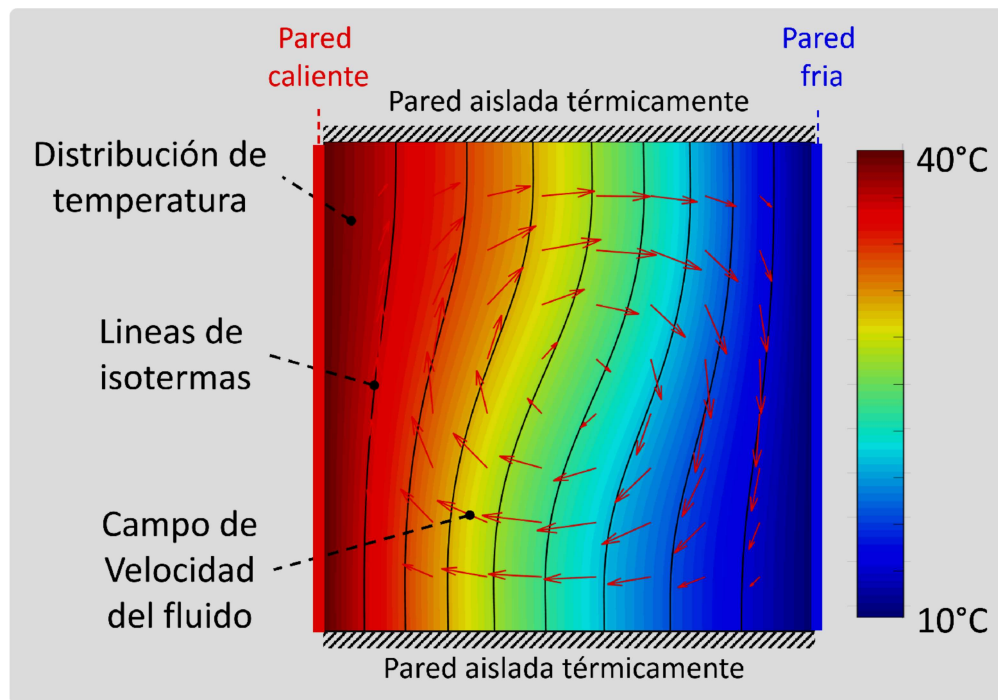 Pared
caliente
Pared
fria
Pared aislada térmicamente
Distribución de
temperatura
40°C
Lineas de
isotermas
Campo de
Velocidad
del fluido
10°C
Pared aislada térmicamente